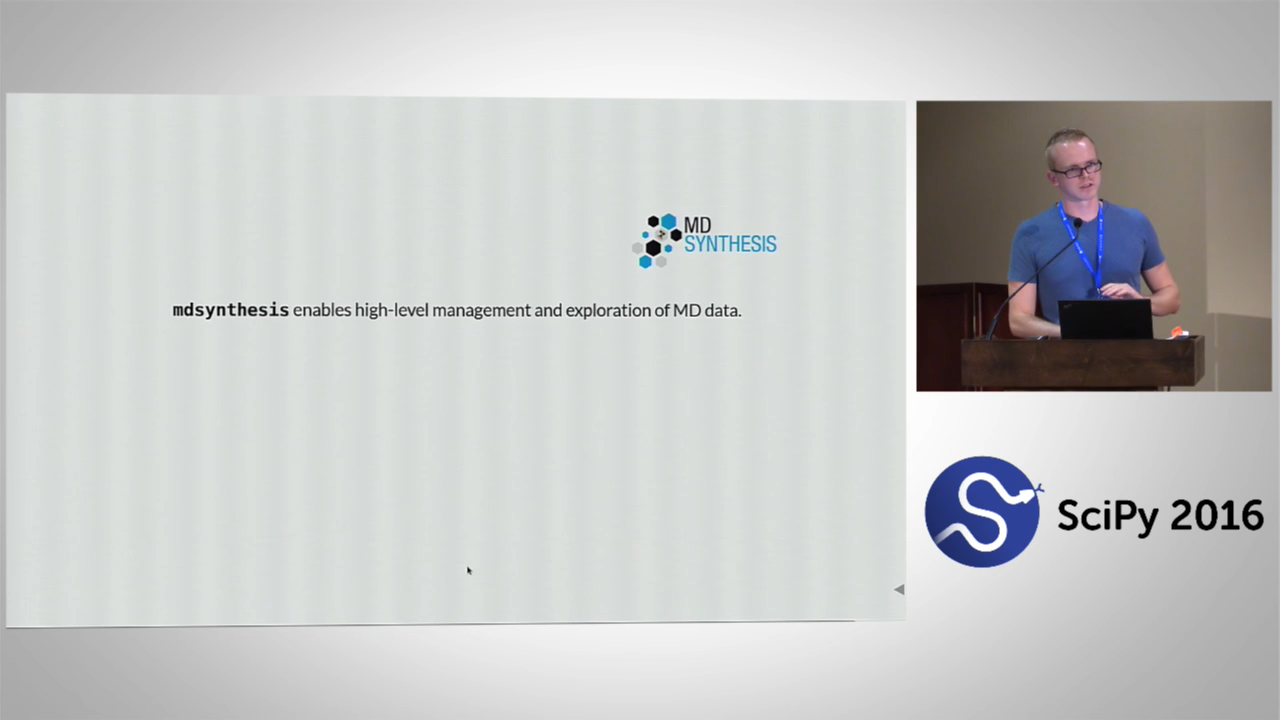 MD
SYNTHESIS
mdsynthesis enables high-level management and exploration of MD data.
SciPy 2016